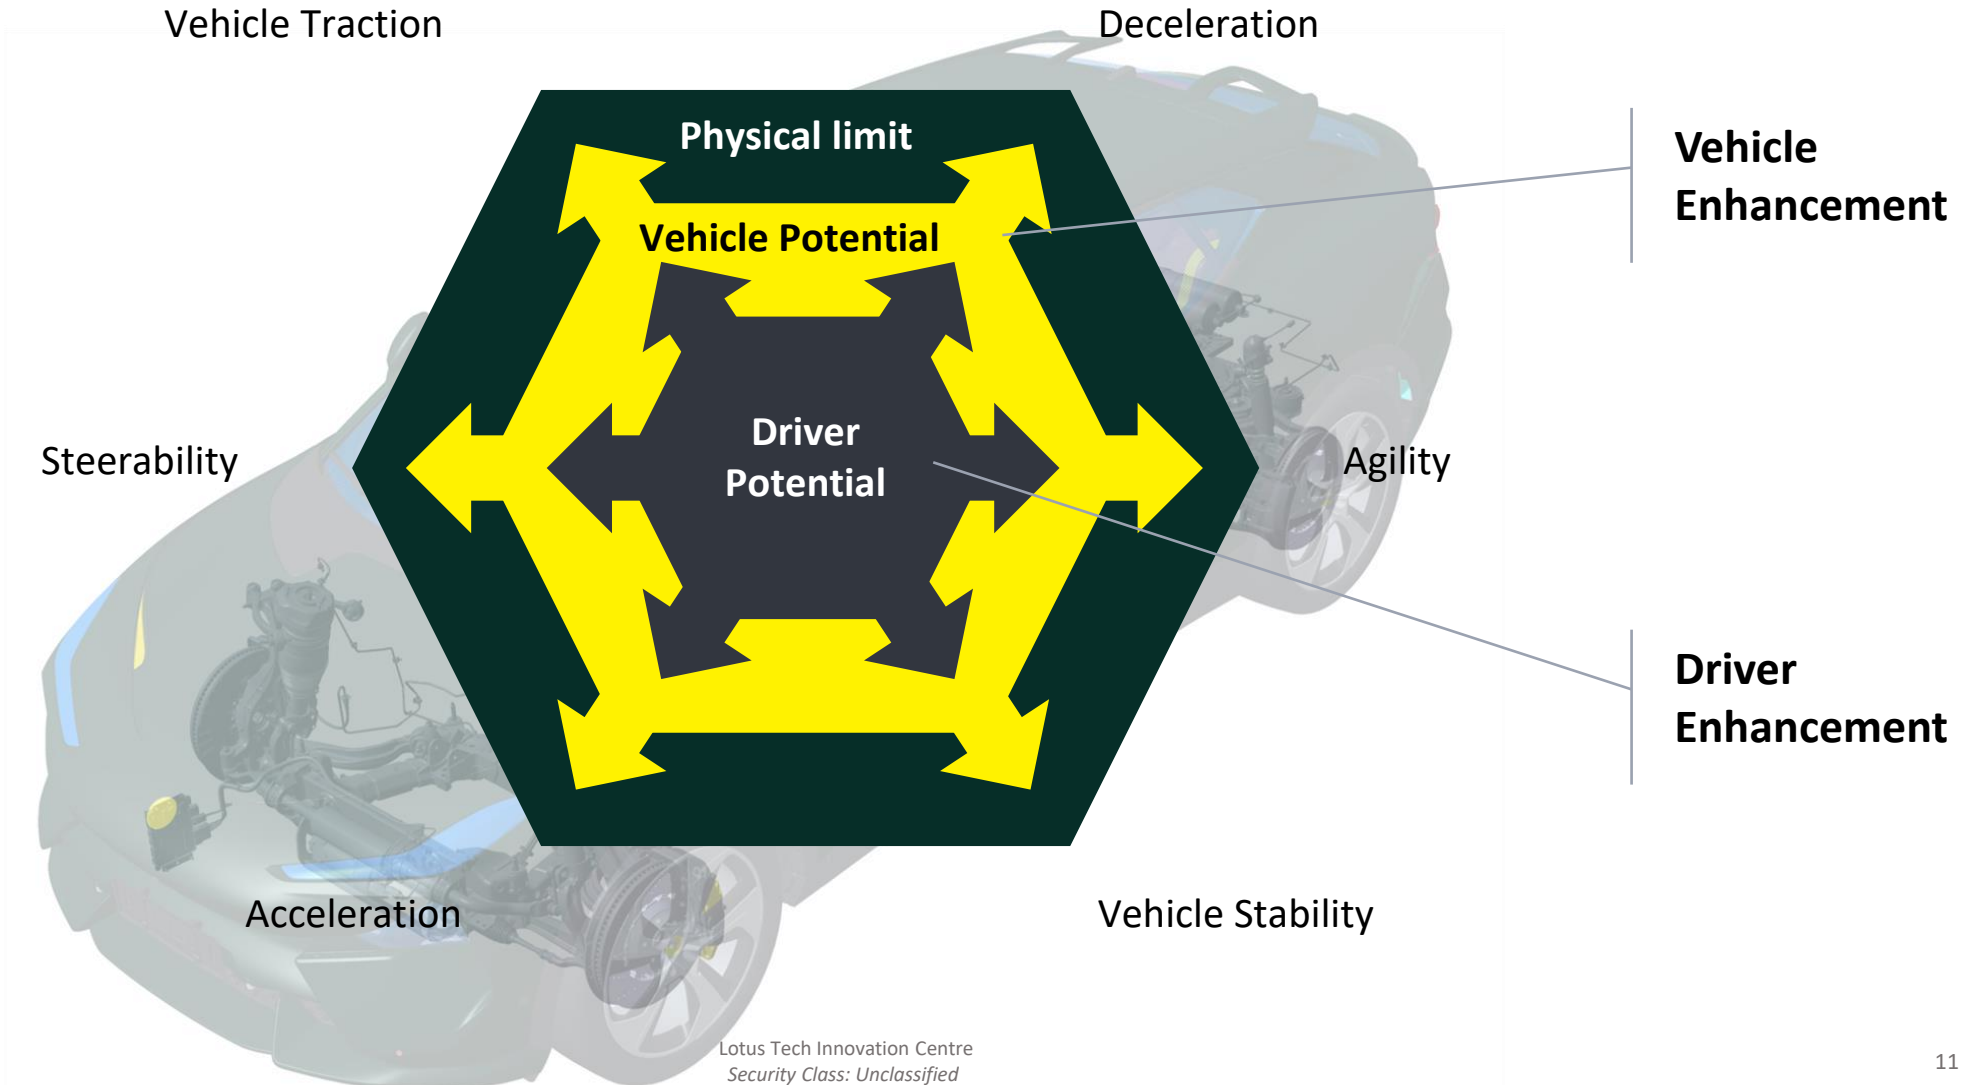 Vehicle Traction
Deceleration
Physical limit
Vehicle
Enhancement
Vehicle Potential
Driver
Potential
Steerability
Agility
Driver
Enhancement
Acceleration
Vehicle Stability
Lotus Tech Innovation Centre
Security Class: Unclassified
11